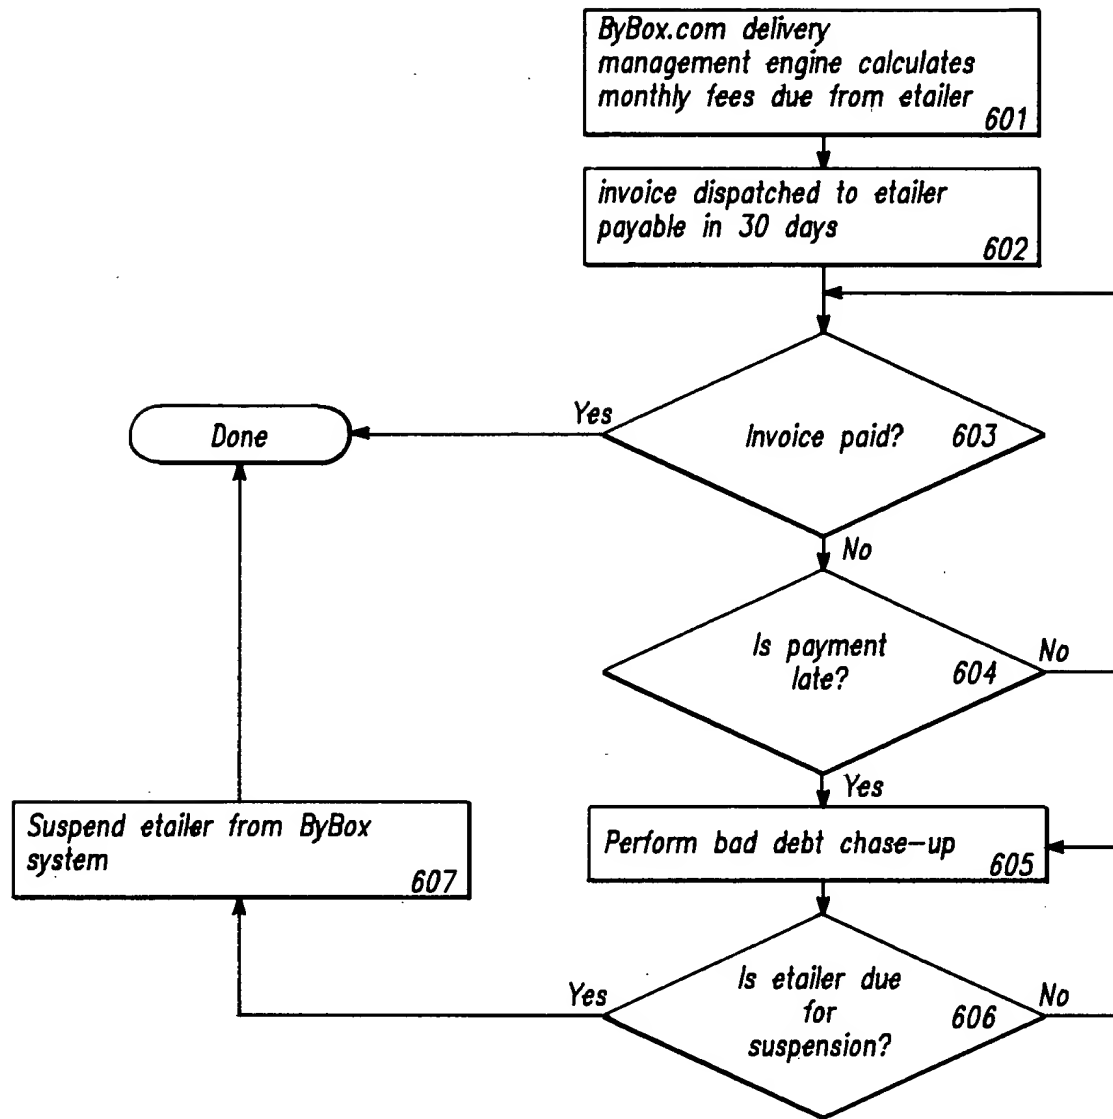 ByBox.com delivery
management engine calculates
monthly fees due from etailer
601
invoice dispatched to etailer
payable in 30 days
602
Yes
Done
Invoice paid? 603
No
Is payment
late?
604
No
Yes
Suspend etailer from ByBox
system
607
Perform bad debt chase-up
605
Yes
Is etailer due
for
suspension?
606
No